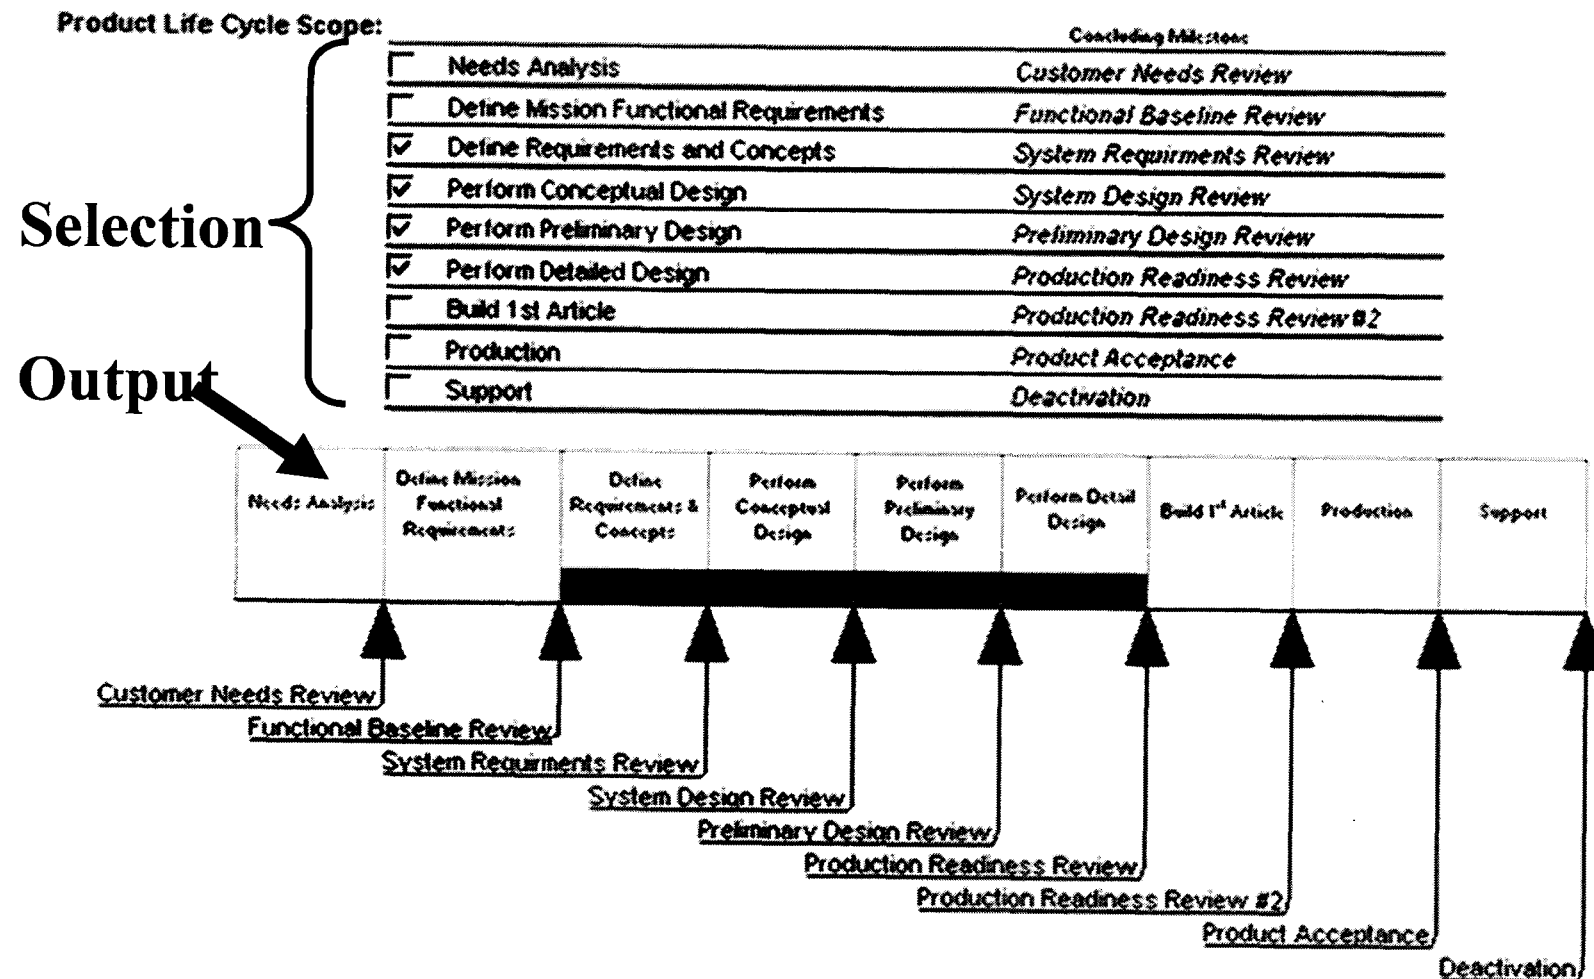 Product Life Cycle Scope:
Concluding Milestone
Needs Analysis Customer Needs Review
Define Mission Functional Requirements Functional Baseline Review
Define Requirements and Concepts System Requirments Review
Perform Conceptual Design System Design Review
Selection
Perform Preliminary Design Preliminary Design Review
Perform Detailed Design Production Readiness Review
Build 1st Article Production Readiness Review #2
Production Product Acceptance
Output
Support Deactivation
Needs Analysis
Define Mission
Functional
Requirements
Define
Requirements &
Concepts
Perform
Conceptual
Design
Perform
Preliminary
Design
Perform Detail
Design
Build 1st Article
Production
Support
Customer Needs Review
Functional Baseline Review
System Requirments Review
System Design Review
Preliminary Design Review
Production Readiness Review
Production Readiness Review #2
Product Acceptance
Deactivation